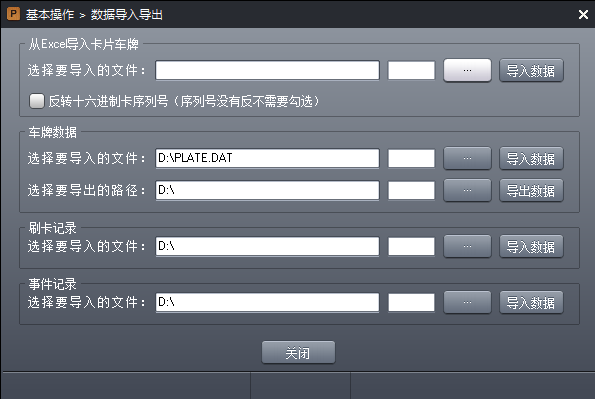 P 基本操作 > 数据导入导出
从Excel导入卡片车牌
选择要导入的文件： ... 导入数据
反转十六进制卡序列号（序列号没有反不需要勾选）
车牌数据
选择要导入的文件： D:\PLATE.DAT ... 导入数据
选择要导出的路径： D:\ ... 导出数据
刷卡记录
选择要导入的文件： D:\ ... 导入数据
事件记录
选择要导入的文件： D:\ ... 导入数据
关闭